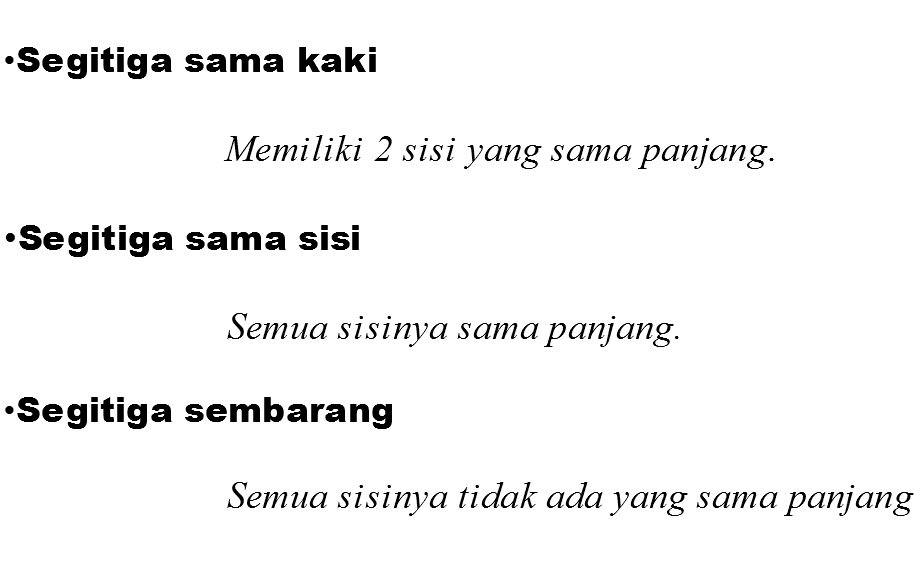 •Segitiga sama kaki
Memiliki 2 sisi yang sama panjang.
•Segitiga sama sisi
Semua sisinya sama panjang.
•Segitiga sembarang
Semua sisinya tidak ada yang sama panjang